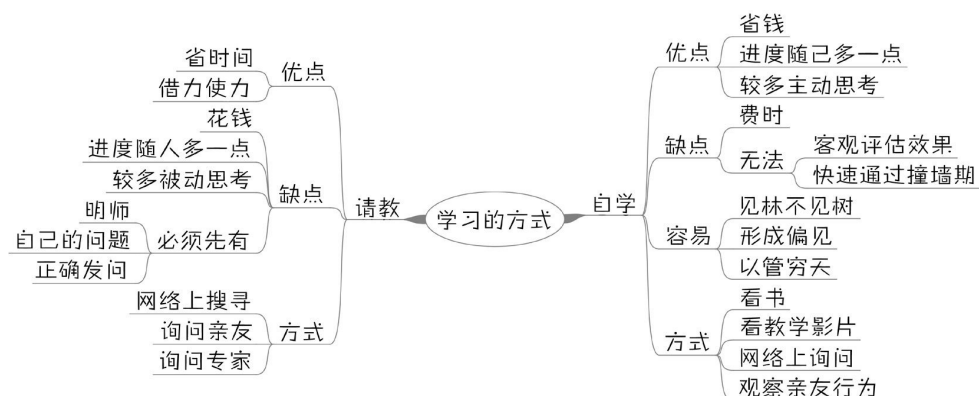 学习的方式
请教
优点
省时间
借力使力
缺点
花钱
进度随人多一点
较多被动思考
必须先有
明师
自己的问题
正确发问
方式
网络上搜寻
询问亲友
询问专家
自学
优点
省钱
进度随己多一点
较多主动思考
缺点
费时
无法
客观评估效果
快速通过撞墙期
容易
见林不见树
形成偏见
以管穷天
方式
看书
看教学影片
网络上询问
观察亲友行为